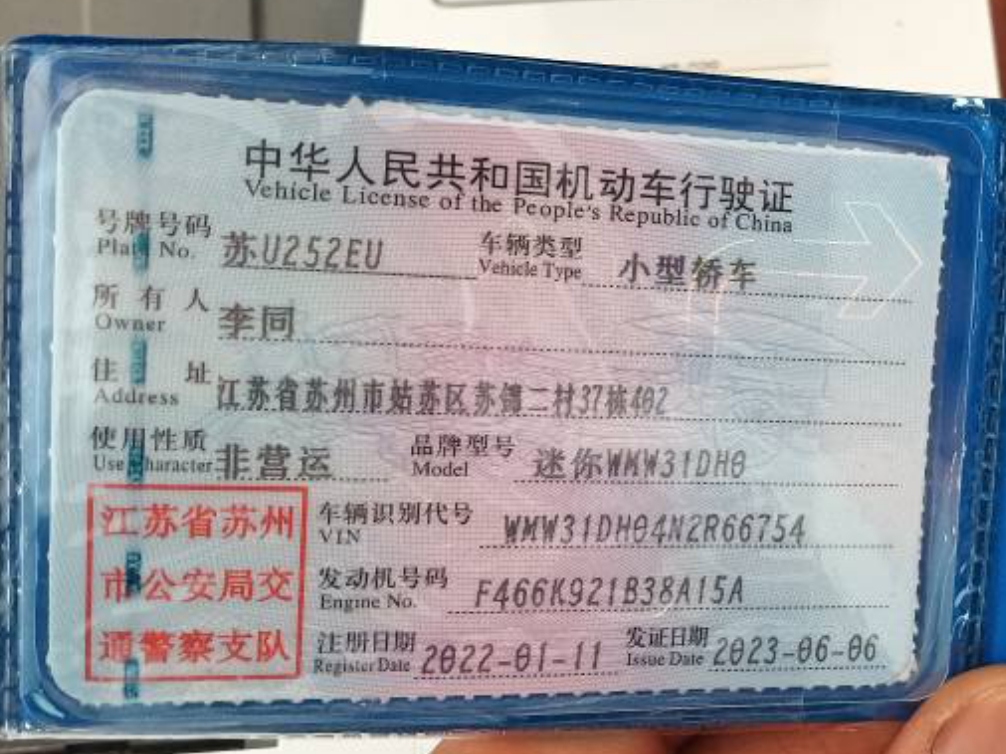 中华人民共和国机动车行驶证
Vehicle License of the People's Republic of China
号牌号码 苏U252EU 车辆类型 小型轿车
Plate No. Vehicle Type
所有人 李同
Owner
住址 江苏省苏州市姑苏区苏锦二村37栋402
Address
使用性质 非营运 品牌型号 迷你WMW31DH0
Use Character Model
江苏省苏州 车辆识别代号 WMW31DH04N2R66754
VIN
市公安局交 发动机号码 F466K921B38A15A
Engine No.
通警察支队 注册日期 2022-01-11 发证日期 2023-06-06
Register Date Issue Date